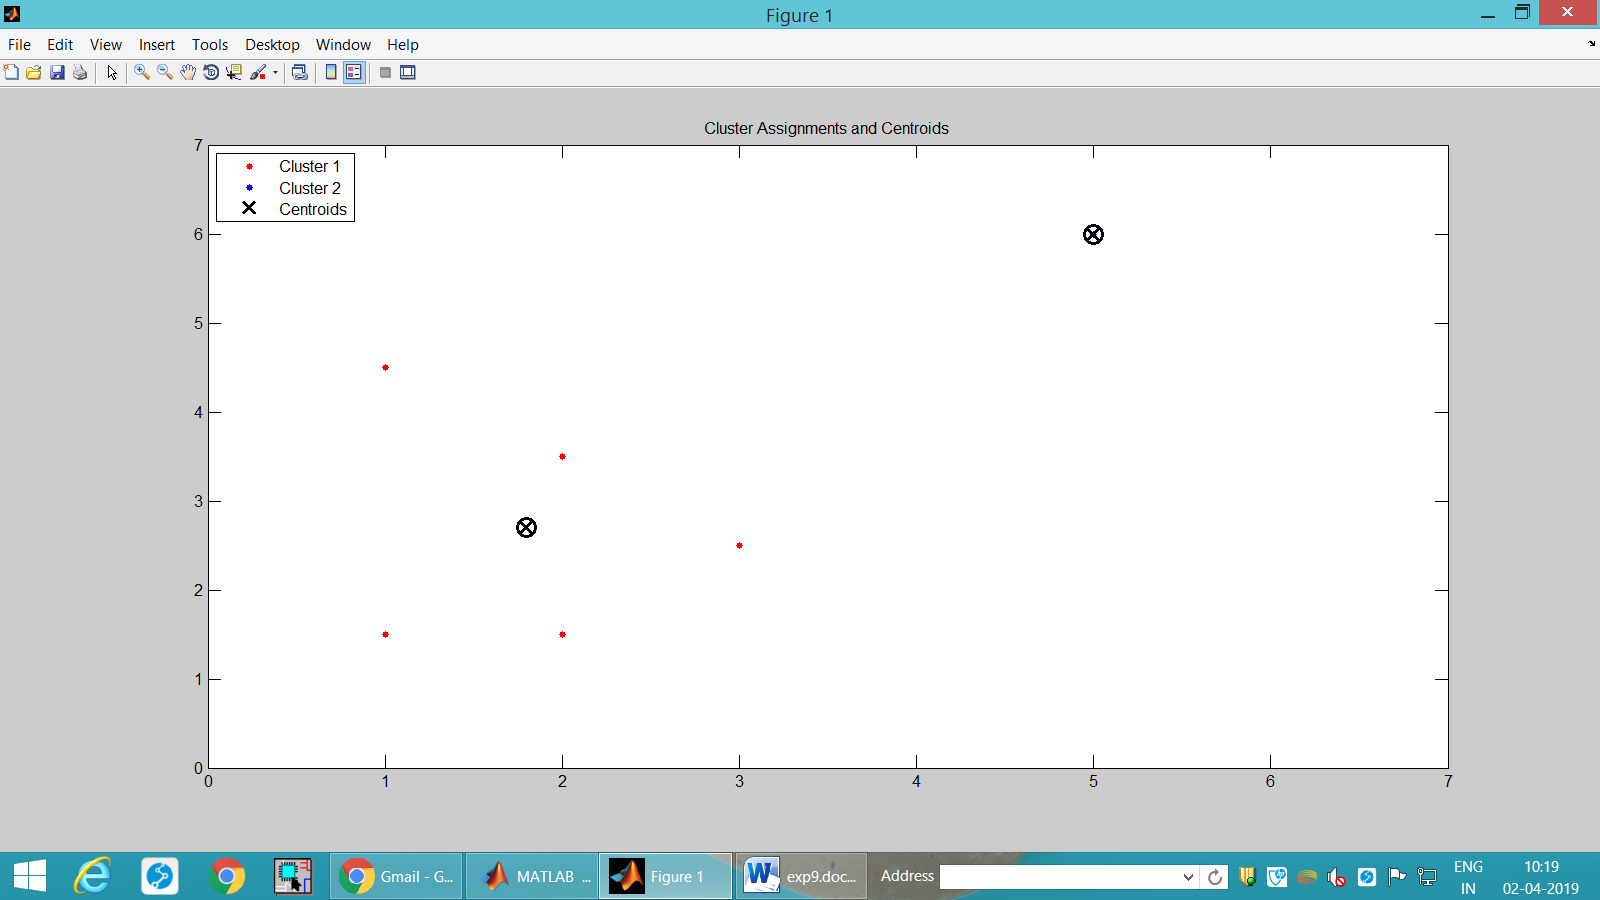 Figure 1
File Edit View Insert Tools Desktop Window Help
Cluster Assignments and Centroids
Cluster 1
Cluster 2
Centroids
7
6
5
4
3
2
1
0
0 1 2 3 4 5 6 7
Gmail - G...
MATLAB ...
Figure 1
exp9.doc...
Address
ENG
IN
10:19
02-04-2019